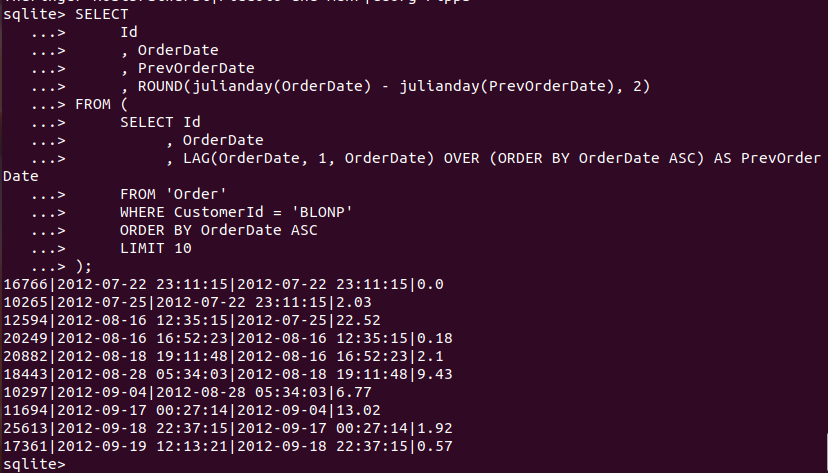 sqlite> SELECT
   ...>      Id
   ...>      , OrderDate
   ...>      , PrevOrderDate
   ...>      , ROUND(julianday(OrderDate) - julianday(PrevOrderDate), 2)
   ...> FROM (
   ...>      SELECT Id
   ...>           , OrderDate
   ...>           , LAG(OrderDate, 1, OrderDate) OVER (ORDER BY OrderDate ASC) AS PrevOrder
Date
   ...>      FROM 'Order'
   ...>      WHERE CustomerId = 'BLONP'
   ...>      ORDER BY OrderDate ASC
   ...>      LIMIT 10
   ...> );
16766|2012-07-22 23:11:15|2012-07-22 23:11:15|0.0
10265|2012-07-25|2012-07-22 23:11:15|2.03
12594|2012-08-16 12:35:15|2012-07-25|22.52
20249|2012-08-16 16:52:23|2012-08-16 12:35:15|0.18
20882|2012-08-18 19:11:48|2012-08-16 16:52:23|2.1
18443|2012-08-28 05:34:03|2012-08-18 19:11:48|9.43
10297|2012-09-04|2012-08-28 05:34:03|6.77
11694|2012-09-17 00:27:14|2012-09-04|13.02
25613|2012-09-18 22:37:15|2012-09-17 00:27:14|1.92
17361|2012-09-19 12:13:21|2012-09-18 22:37:15|0.57
sqlite>